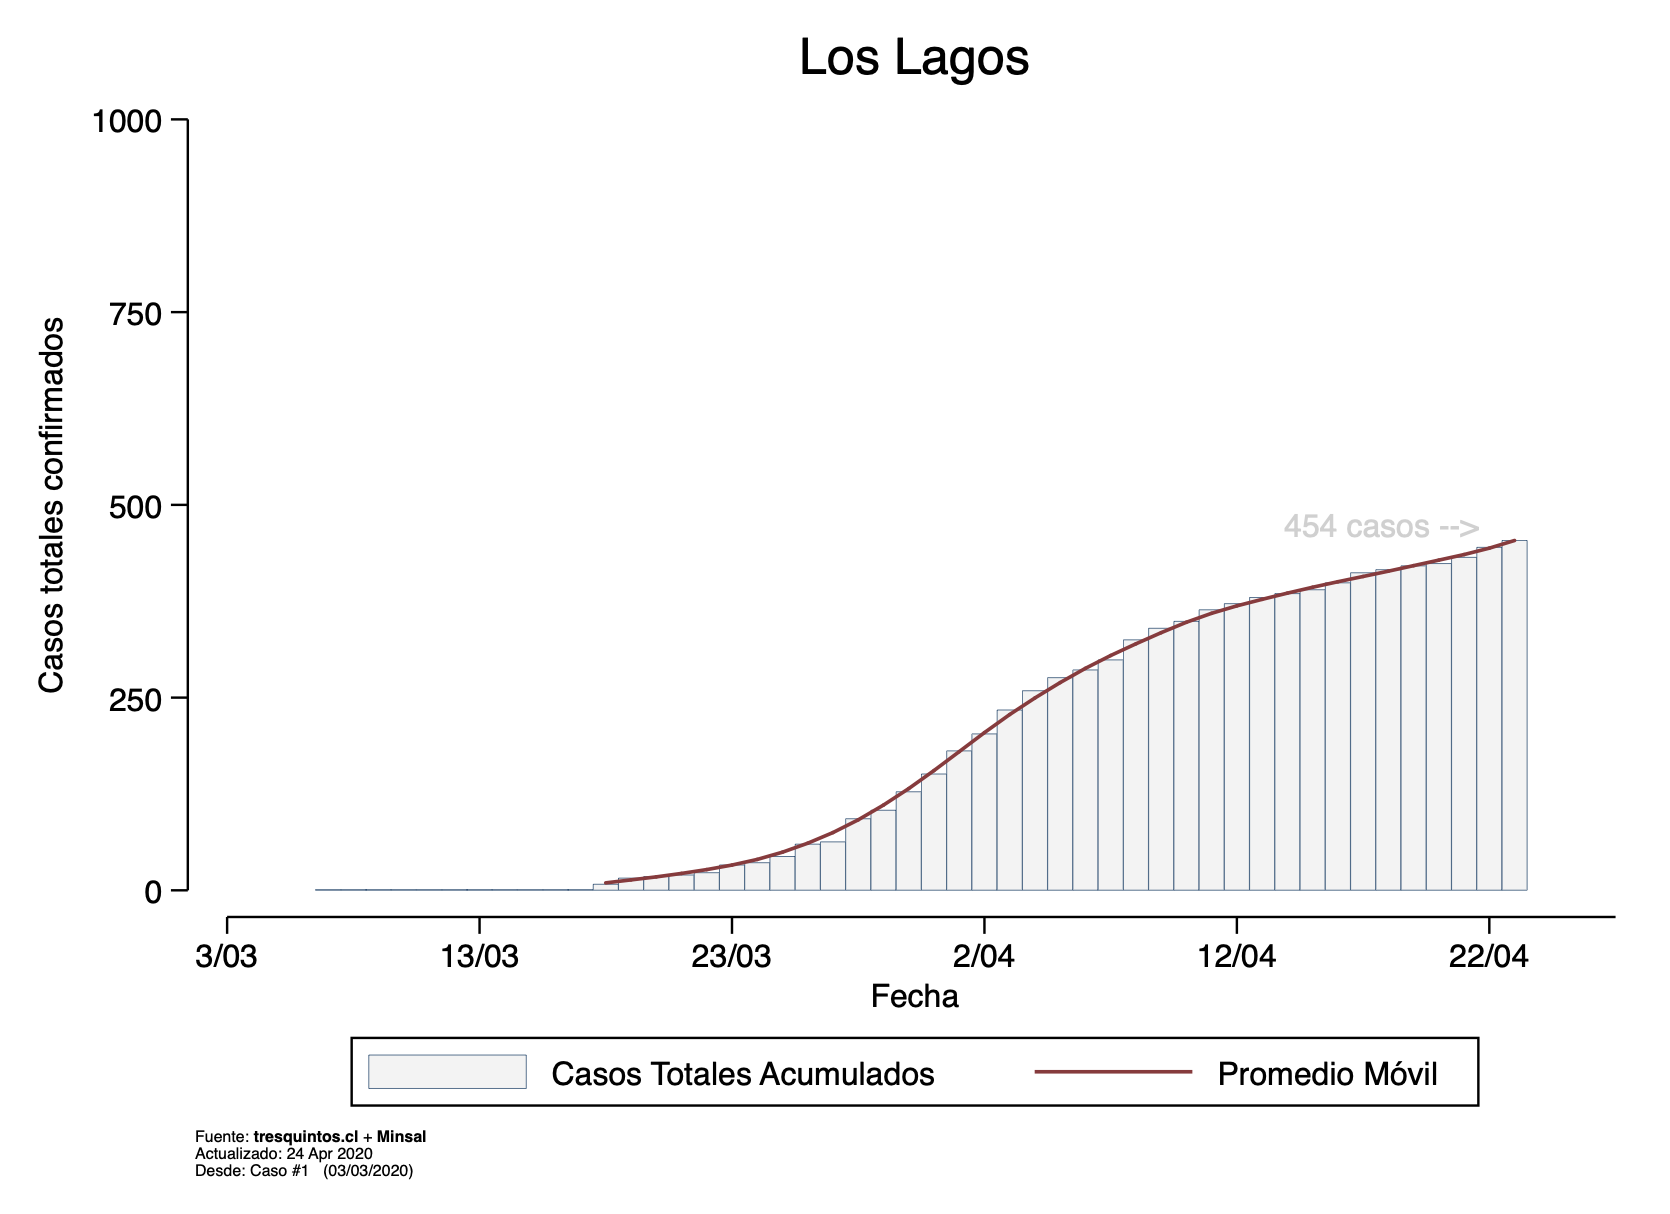 Los Lagos
1000
750
500
250
0
Casos totales confirmados
454 casos -->
3/03 13/03 23/03 2/04 12/04 22/04
Fecha
Casos Totales Acumulados Promedio Móvil
Fuente: tresquintos.cl + Minsal
Actualizado: 24 Apr 2020
Desde: Caso #1 (03/03/2020)